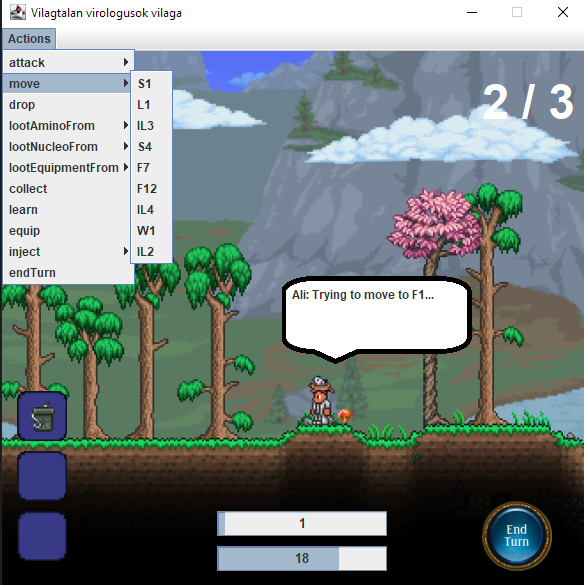 Vilagtalan virologusok vilaga
Actions
attack
move
drop
lootAminoFrom
lootNucleoFrom
lootEquipmentFrom
collect
learn
equip
inject
endTurn
S1
L1
IL3
S4
F7
F12
IL4
W1
IL2
2 / 3
Ali: Trying to move to F1...
1
18
End
Turn